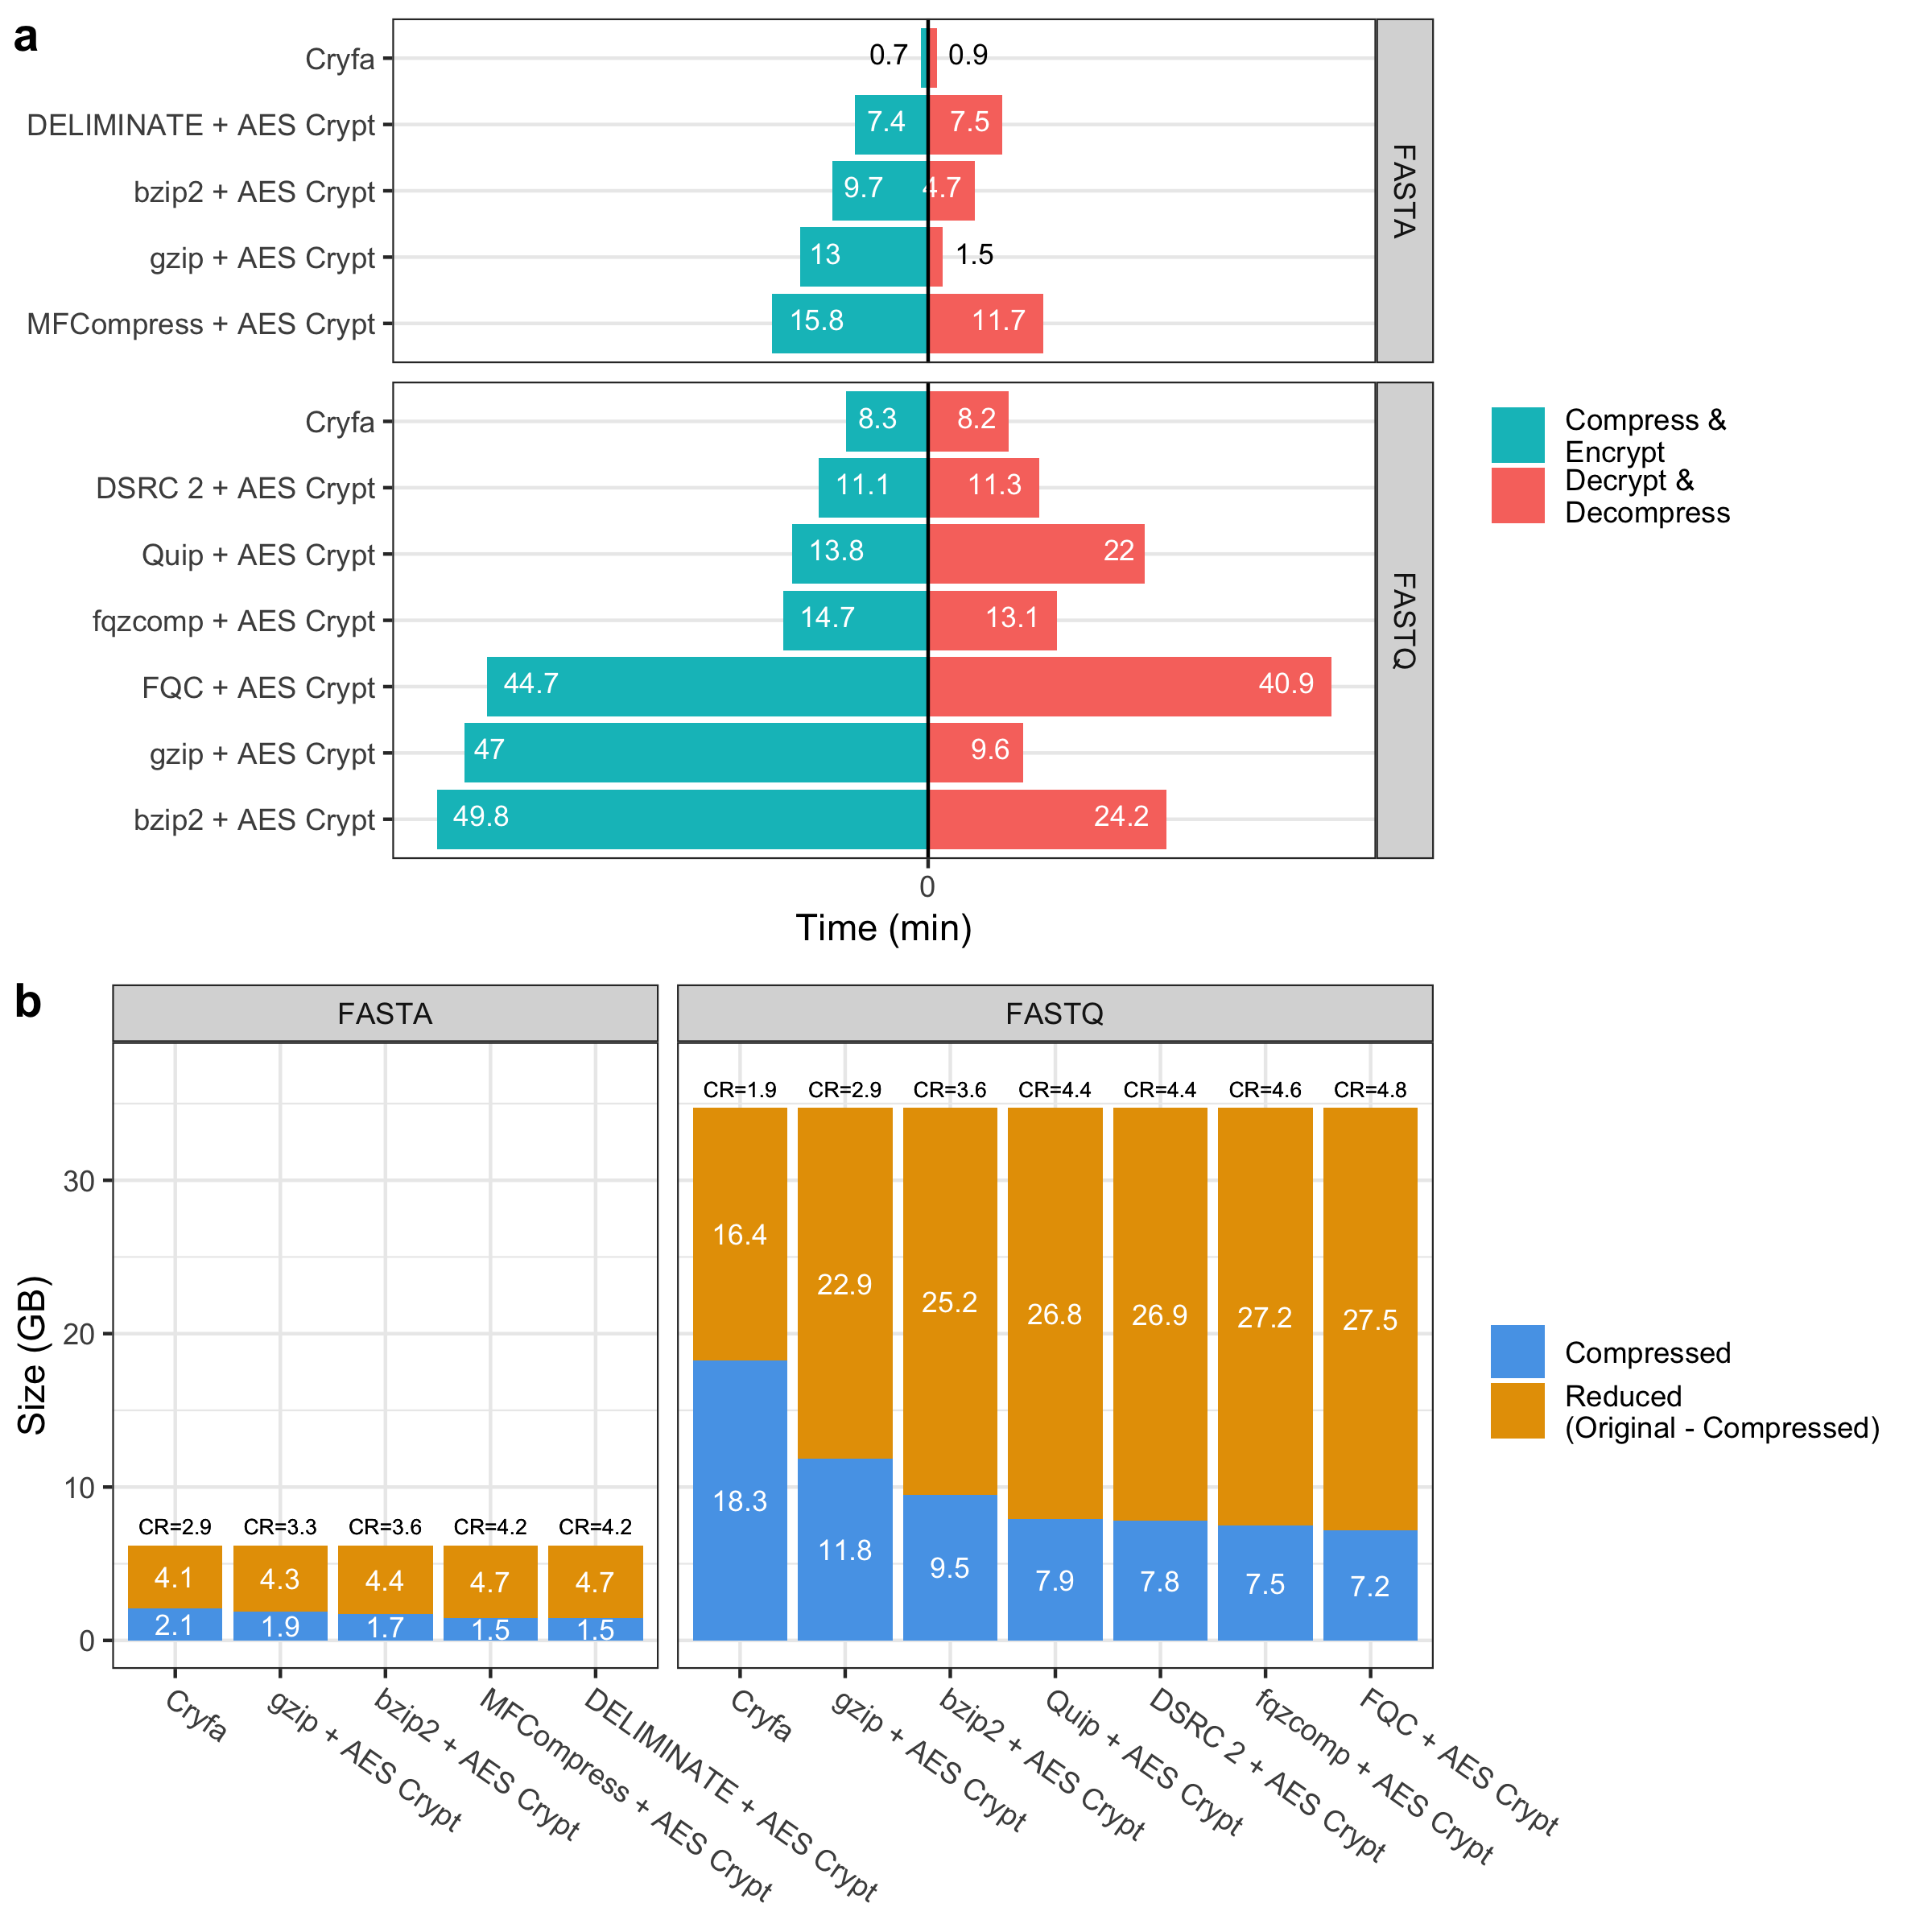 a
Cryfa 0.7 0.9
DELIMINATE + AES Crypt 7.4 7.5
bzip2 + AES Crypt 9.7 4.7
gzip + AES Crypt 13 1.5
MFCompress + AES Crypt 15.8 11.7
FASTA
Cryfa 8.3 8.2
DSRC 2 + AES Crypt 11.1 11.3
Quip + AES Crypt 13.8 22
fqzcomp + AES Crypt 14.7 13.1
FQC + AES Crypt 44.7 40.9
gzip + AES Crypt 47 9.6
bzip2 + AES Crypt 49.8 24.2
FASTQ
0
Time (min)
Compress &
Encrypt
Decrypt &
Decompress
b
FASTA
FASTQ
Size (GB)
30
20
10
0
CR=2.9 CR=3.3 CR=3.6 CR=4.2 CR=4.2
4.1 4.3 4.4 4.7 4.7
2.1 1.9 1.7 1.5 1.5
Cryfa
gzip + AES Crypt
bzip2 + AES Crypt
MFCompress + AES Crypt
DELIMINATE + AES Crypt
CR=1.9 CR=2.9 CR=3.6 CR=4.4 CR=4.4 CR=4.6 CR=4.8
16.4 22.9 25.2 26.8 26.9 27.2 27.5
18.3 11.8 9.5 7.9 7.8 7.5 7.2
Cryfa
gzip + AES Crypt
bzip2 + AES Crypt
Quip + AES Crypt
DSRC 2 + AES Crypt
fqzcomp + AES Crypt
FQC + AES Crypt
Compressed
Reduced
(Original - Compressed)